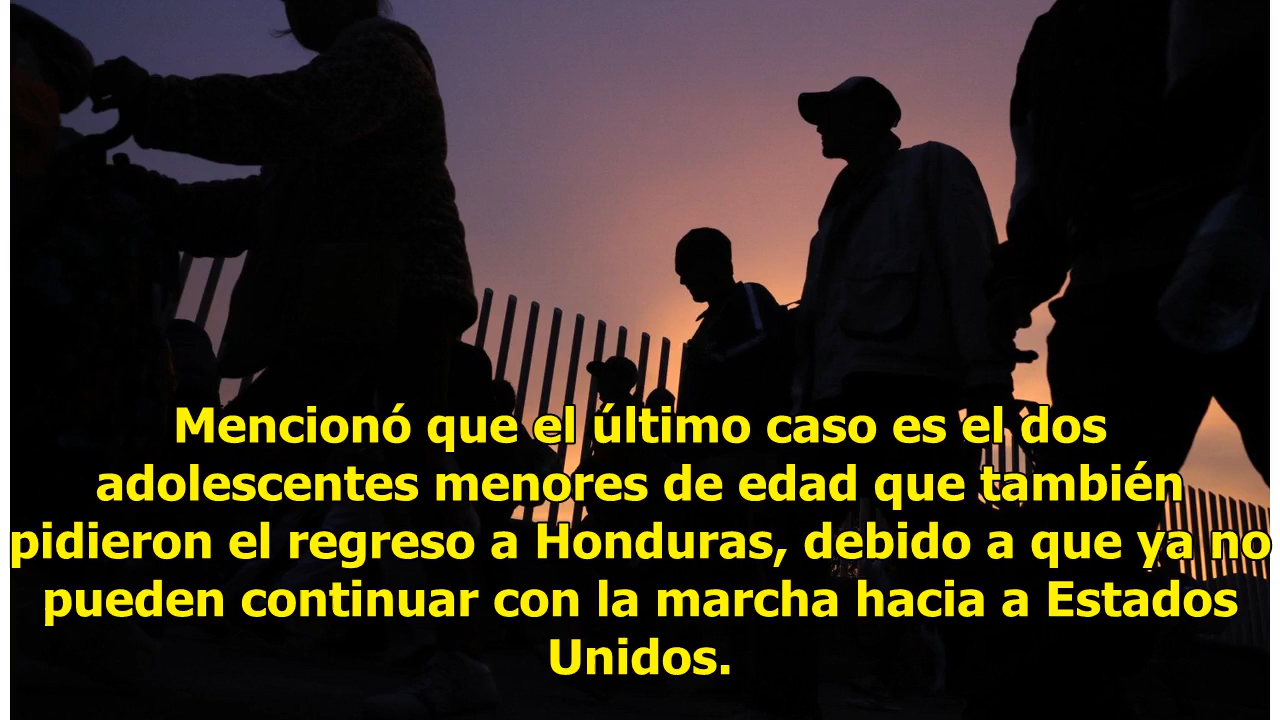 Mencionó que el último caso es el dos
adolescentes menores de edad que también
pidieron el regreso a Honduras, debido a que ya no
pueden continuar con la marcha hacia a Estados
Unidos.